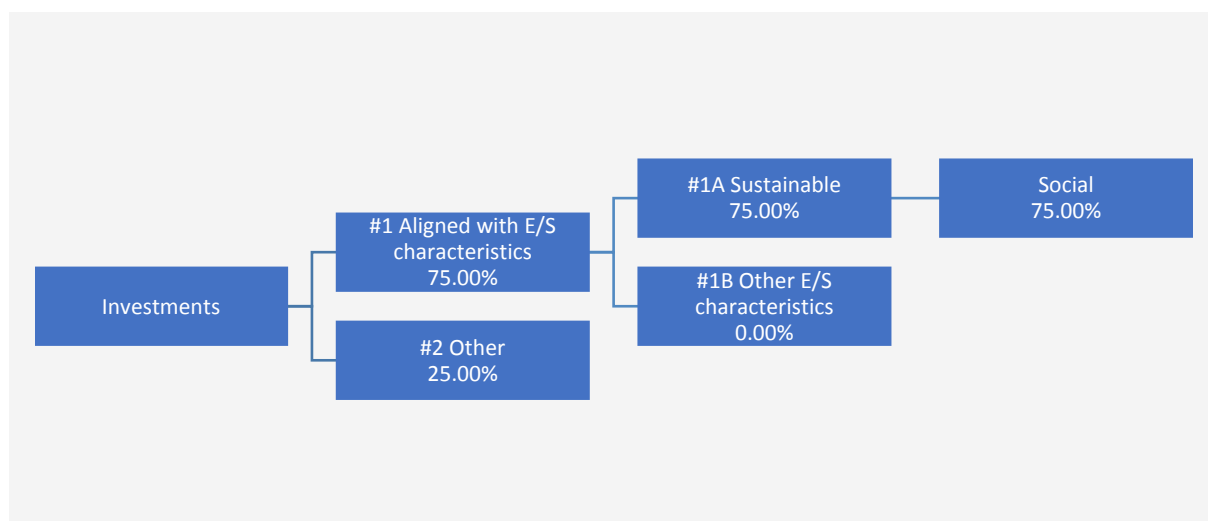 Investments
#1 Aligned with E/S
characteristics
75.00%
#2 Other
25.00%
#1A Sustainable
75.00%
#1B Other E/S
characteristics
0.00%
Social
75.00%